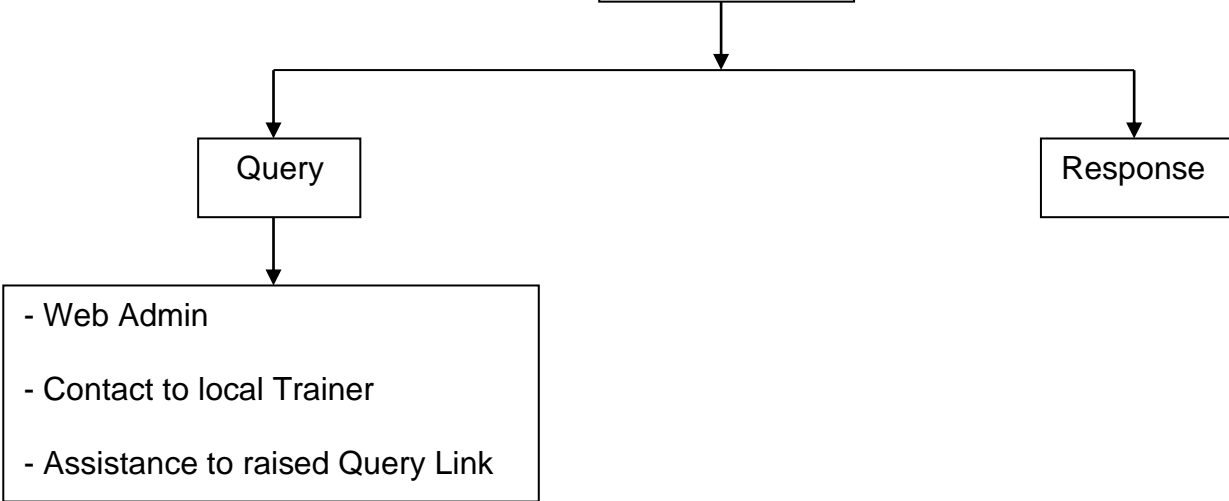 Query
Response
- Web Admin
- Contact to local Trainer
- Assistance to raised Query Link